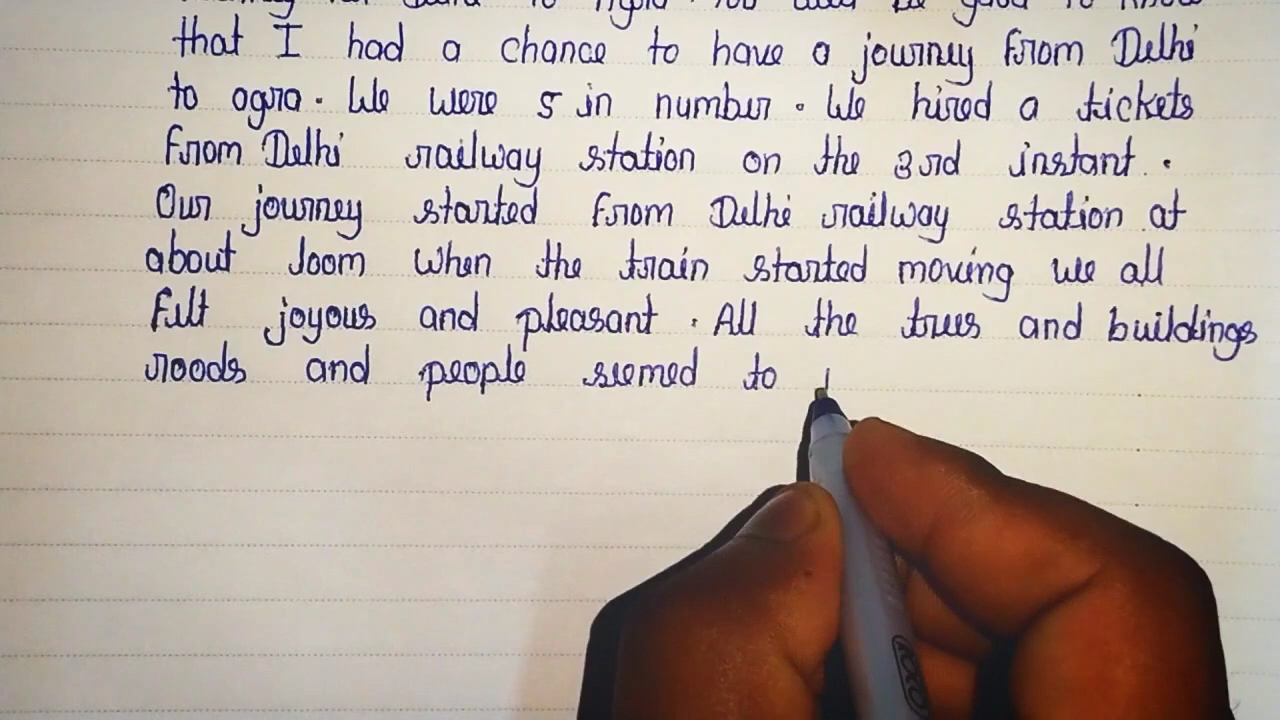 that I had a chance to have a journey from Delhi
to agra. We were 5 in number. We hired a tickets
from Delhi railway station on the 3rd instant.
Our journey started from Delhi railway station at
about when the train started moving we all
felt joyous and pleasant. All the trees and buildings
roods and people seemed to